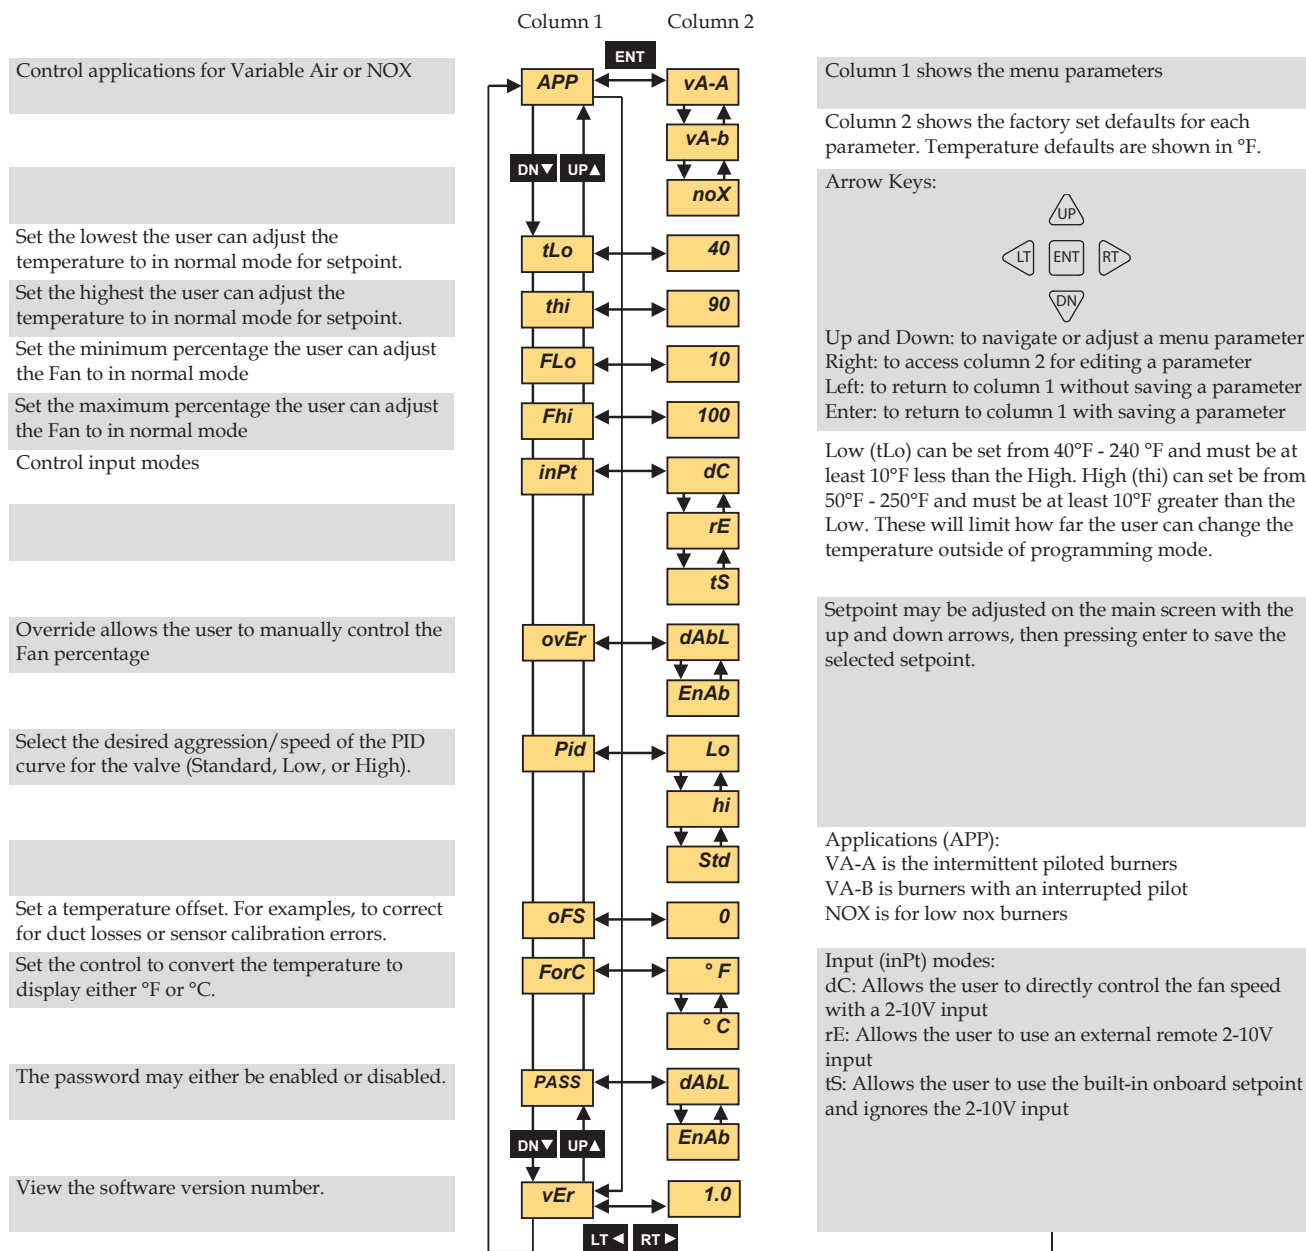 Column 1 Column 2
ENT
Control applications for Variable Air or NOX
Set the lowest the user can adjust the
temperature to in normal mode for setpoint.
Set the highest the user can adjust the
temperature to in normal mode for setpoint.
Set the minimum percentage the user can adjust
the Fan to in normal mode
Set the maximum percentage the user can adjust
the Fan to in normal mode
Control input modes
Override allows the user to manually control the
Fan percentage
Select the desired aggression/speed of the PID
curve for the valve (Standard, Low, or High).
Set a temperature offset. For examples, to correct
for duct losses or sensor calibration errors.
Set the control to convert the temperature to
display either °F or °C.
The password may either be enabled or disabled.
View the software version number.
APP vA-A
vA-b
DN▼ UP▲
noX
tLo 40
thi 90
FLo 10
Fhi 100
inPt dC
rE
tS
ovEr dAbL
EnAb
Pid Lo
hi
Std
oFS 0
ForC ° F
° C
PASS dAbL
DN▼ UP▲ EnAb
vEr 1.0
LT◄ RT►
Column 1 shows the menu parameters
Column 2 shows the factory set defaults for each
parameter. Temperature defaults are shown in °F.
Arrow Keys:
UP
LT ENT RT
DN
Up and Down: to navigate or adjust a menu parameter
Right: to access column 2 for editing a parameter
Left: to return to column 1 without saving a parameter
Enter: to return to column 1 with saving a parameter
Low (tLo) can be set from 40°F - 240 °F and must be at
least 10°F less than the High. High (thi) can set be from
50°F - 250°F and must be at least 10°F greater than the
Low. These will limit how far the user can change the
temperature outside of programming mode.
Setpoint may be adjusted on the main screen with the
up and down arrows, then pressing enter to save the
selected setpoint.
Applications (APP):
VA-A is the intermittent piloted burners
VA-B is burners with an interrupted pilot
NOX is for low nox burners
Input (inPt) modes:
dC: Allows the user to directly control the fan speed
with a 2-10V input
rE: Allows the user to use an external remote 2-10V
input
tS: Allows the user to use the built-in onboard setpoint
and ignores the 2-10V input